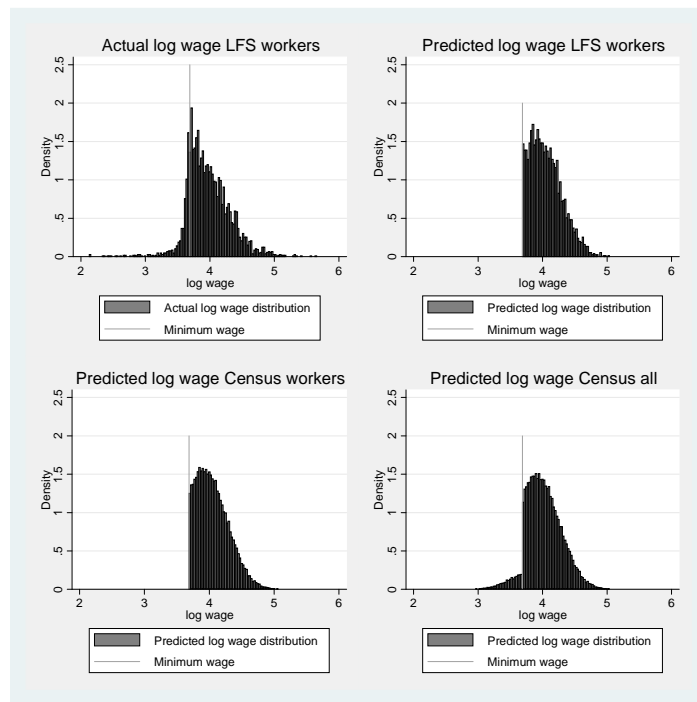 Actual log wage LFS workers
Density
0 .5 1 1.5 2 2.5
2 3 4 5 6
log wage
Actual log wage distribution
Minimum wage
Predicted log wage LFS workers
Density
0 .5 1 1.5 2 2.5
2 3 4 5 6
log wage
Predicted log wage distribution
Minimum wage
Predicted log wage Census workers
Density
0 .5 1 1.5 2 2.5
2 3 4 5 6
log wage
Predicted log wage distribution
Minimum wage
Predicted log wage Census all
Density
0 .5 1 1.5 2 2.5
2 3 4 5 6
log wage
Predicted log wage distribution
Minimum wage